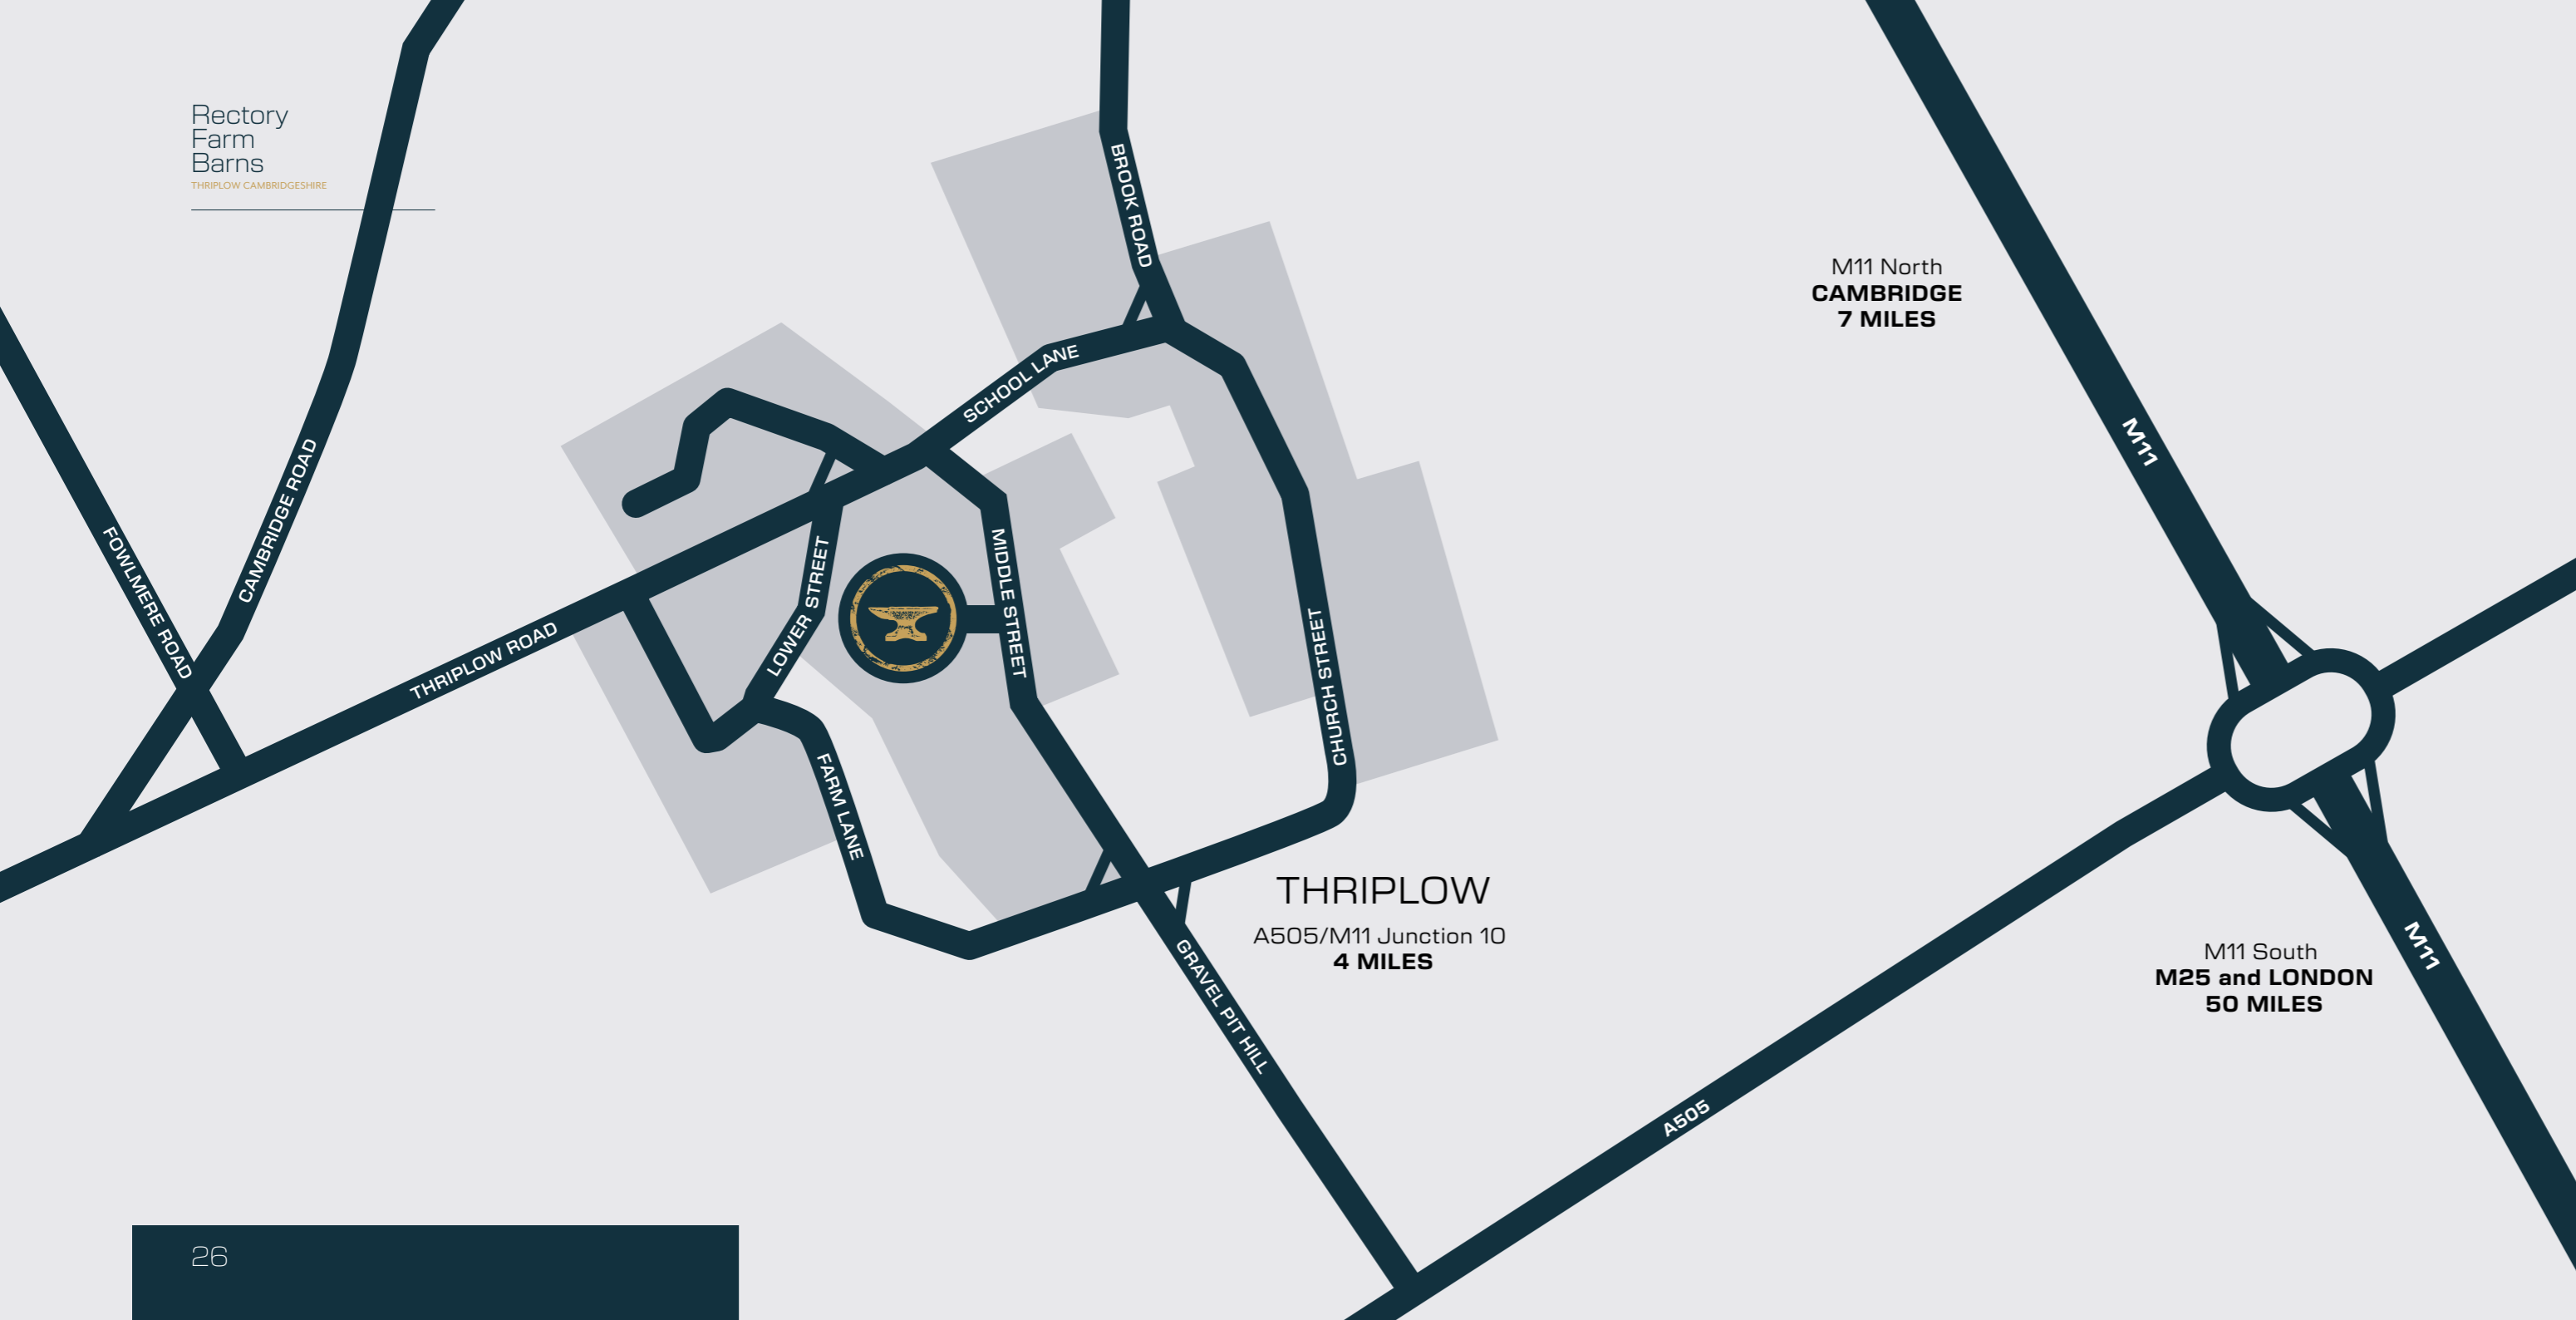 Rectory
Farm
Barns
THRIPLOW CAMBRIDGESHIRE
BROOK ROAD
M11 North
CAMBRIDGE
7 MILES
SCHOOL LANE
M11
CAMBRIDGE ROAD
FOWLMERE ROAD
THRIPLOW ROAD
LOWER STREET
MIDDLE STREET
CHURCH STREET
FARM LANE
THRIPLOW
A505/M11 Junction 10
4 MILES
GRAVEL PIT HILL
M11
M11 South
M25 and LONDON
50 MILES
A505
26